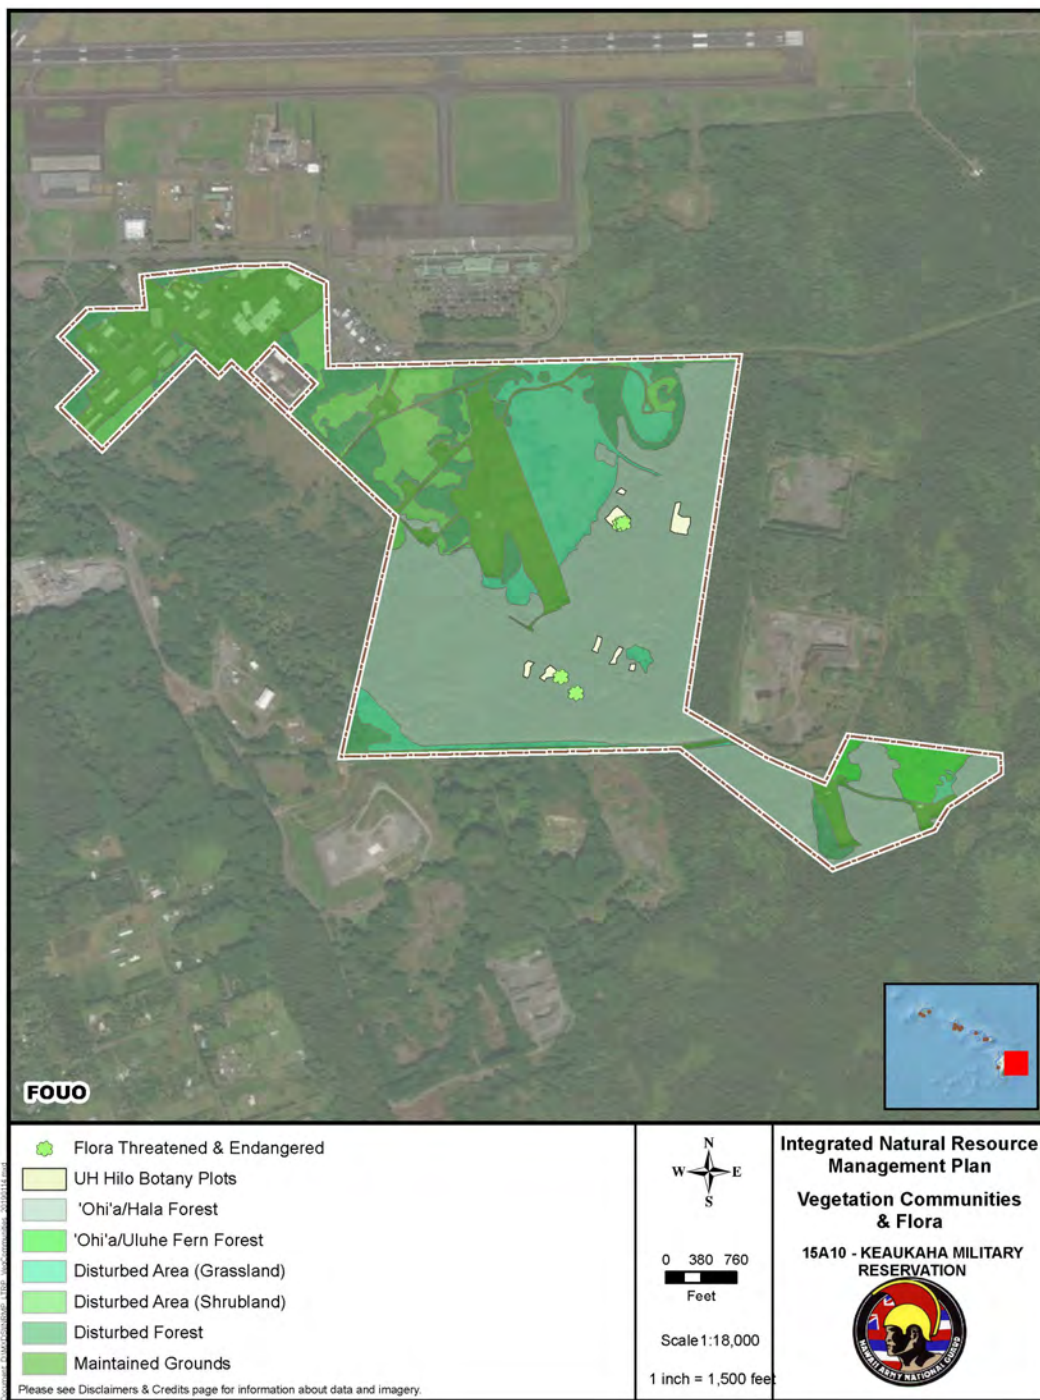 FOUO
Flora Threatened & Endangered
UH Hilo Botany Plots
'Ohi'a/Hala Forest
'Ohi'a/Uluhe Fern Forest
Disturbed Area (Grassland)
Disturbed Area (Shrubland)
Disturbed Forest
Maintained Grounds
Please see Disclaimers & Credits page for information about data and imagery.
N
W E
S
0 380 760
Feet
Scale 1:18,000
1 inch = 1,500 feet
Integrated Natural Resource
Management Plan
Vegetation Communities
& Flora
15A10 - KEAUKAHA MILITARY
RESERVATION
HAWAII ARMY NATIONAL GUARD